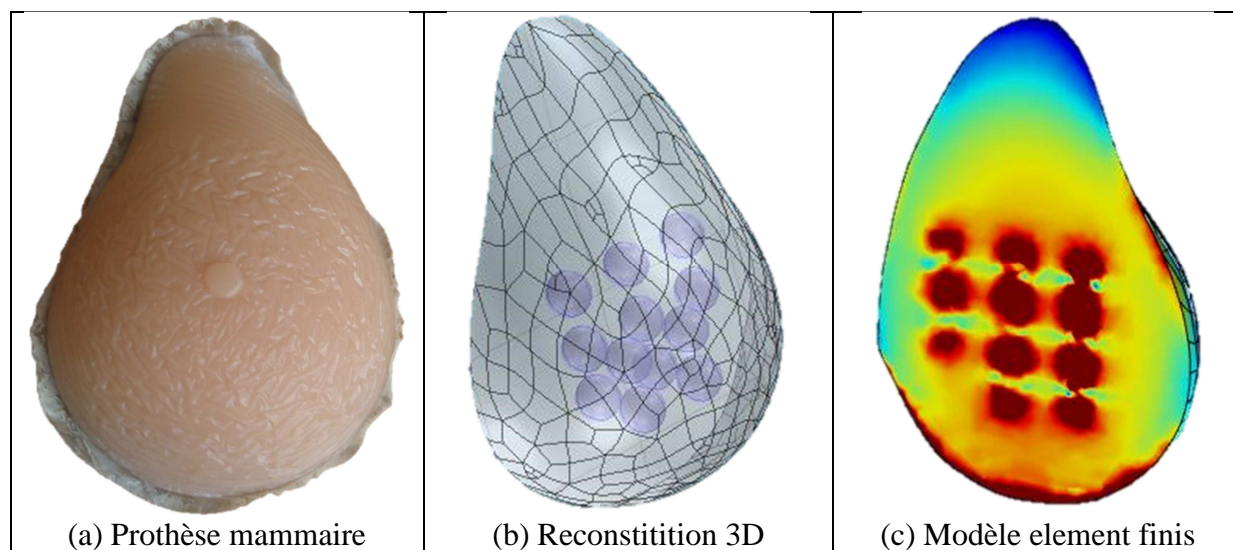 (a) Prothèse mammaire
(b) Reconstitition 3D
(c) Modèle element finis